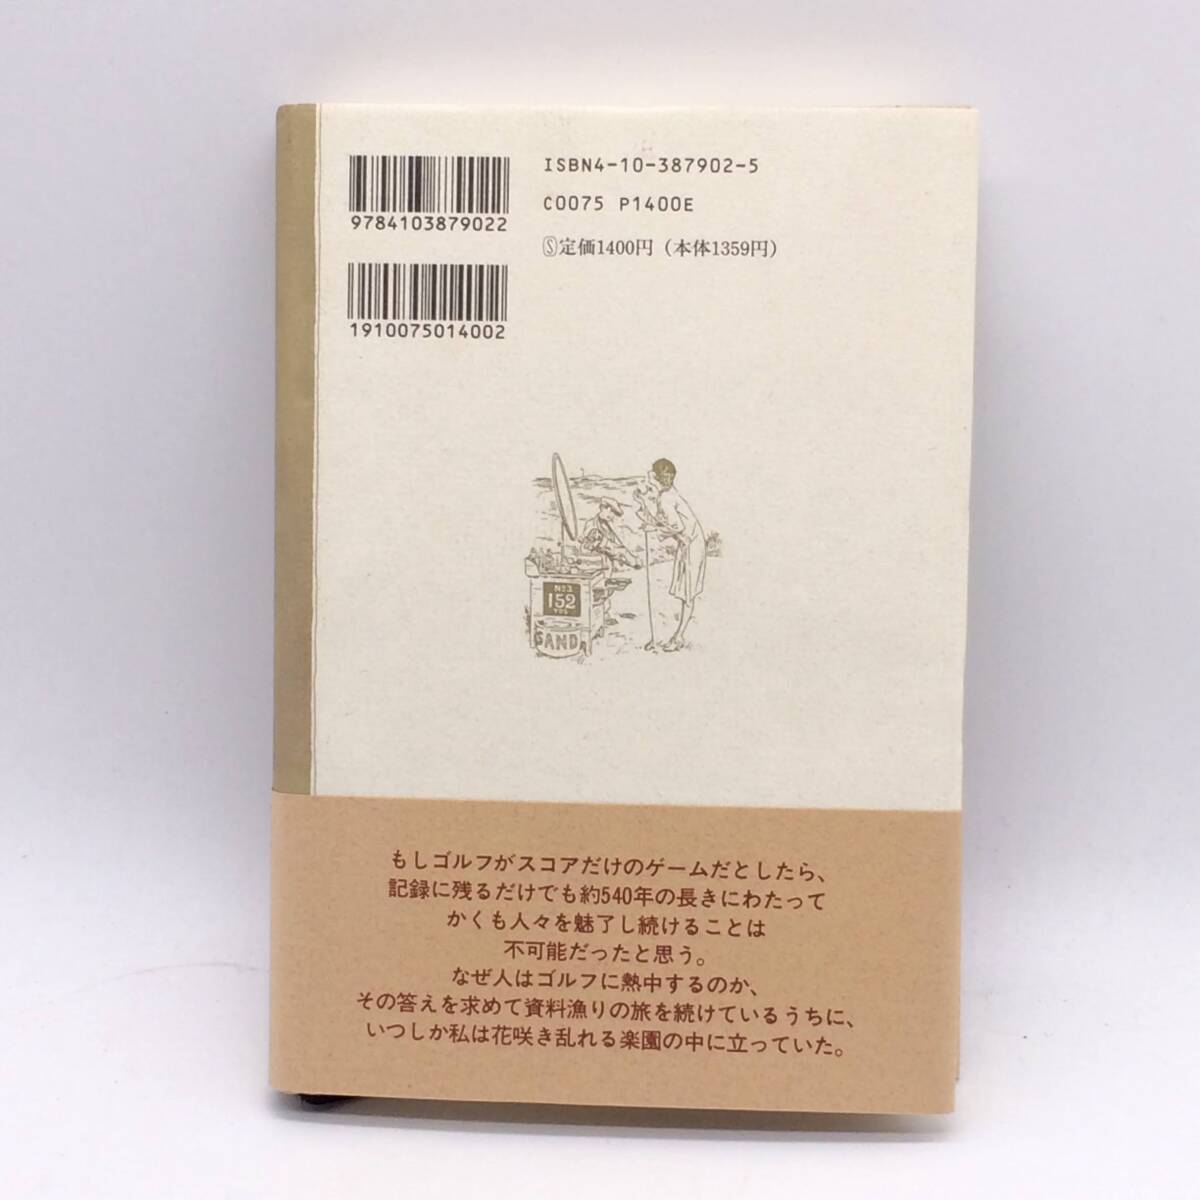 ISBN4-10-387902-5
C0075 P1400E
Ⓢ定価1400円（本体1359円）
9784103879022
1910075014002
No3
152
YDS
SAND
もしゴルフがスコアだけのゲームだとしたら、
記録に残るだけでも約540年の長きにわたって
かくも人々を魅了し続けることは
不可能だったと思う。
なぜ人はゴルフに熱中するのか、
その答えを求めて資料漁りの旅を続けているうちに、
いつしか私は花咲き乱れる楽園の中に立っていた。